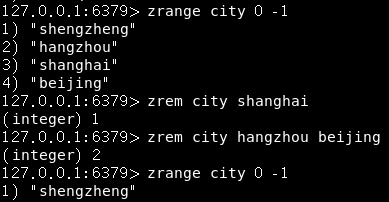 127.0.0.1:6379> zrange city 0 -1
1) "shengzheng"
2) "hangzhou"
3) "shanghai"
4) "beijing"
127.0.0.1:6379> zrem city shanghai
(integer) 1
127.0.0.1:6379> zrem city hangzhou beijing
(integer) 2
127.0.0.1:6379> zrange city 0 -1
1) "shengzheng"